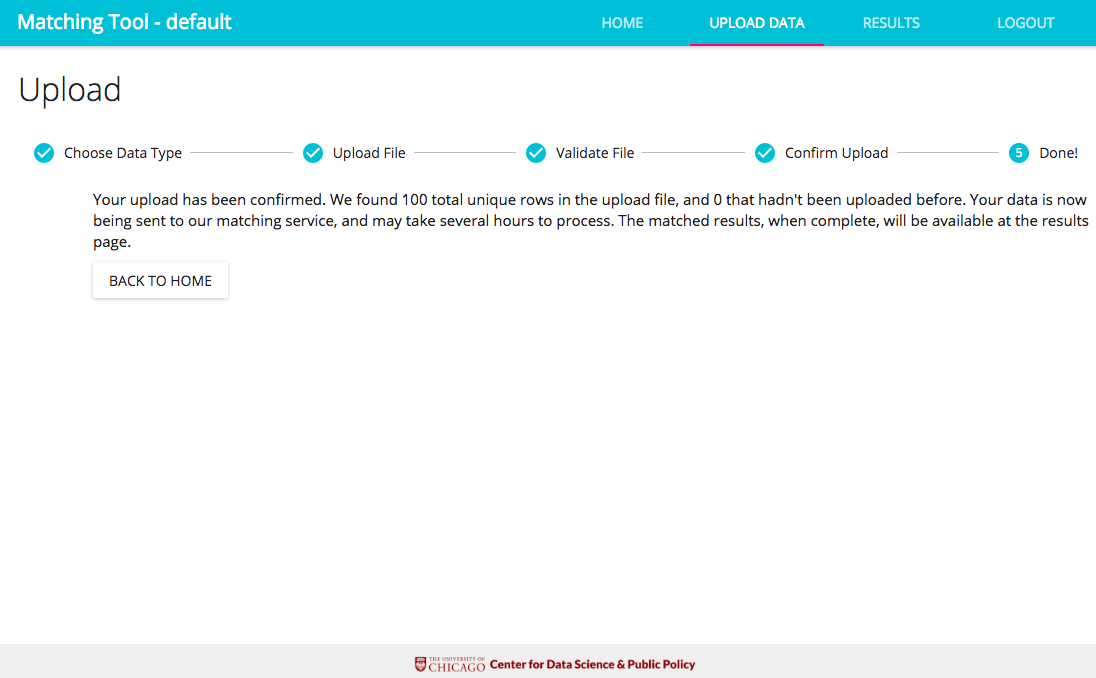 Matching Tool - default
HOME
UPLOAD DATA
RESULTS
LOGOUT
Upload
Choose Data Type
Upload File
Validate File
Confirm Upload
5
Done!
Your upload has been confirmed. We found 100 total unique rows in the upload file, and 0 that hadn't been uploaded before. Your data is now
being sent to our matching service, and may take several hours to process. The matched results, when complete, will be available at the results
page.
BACK TO HOME
THE UNIVERSITY OF
CHICAGO
Center for Data Science & Public Policy